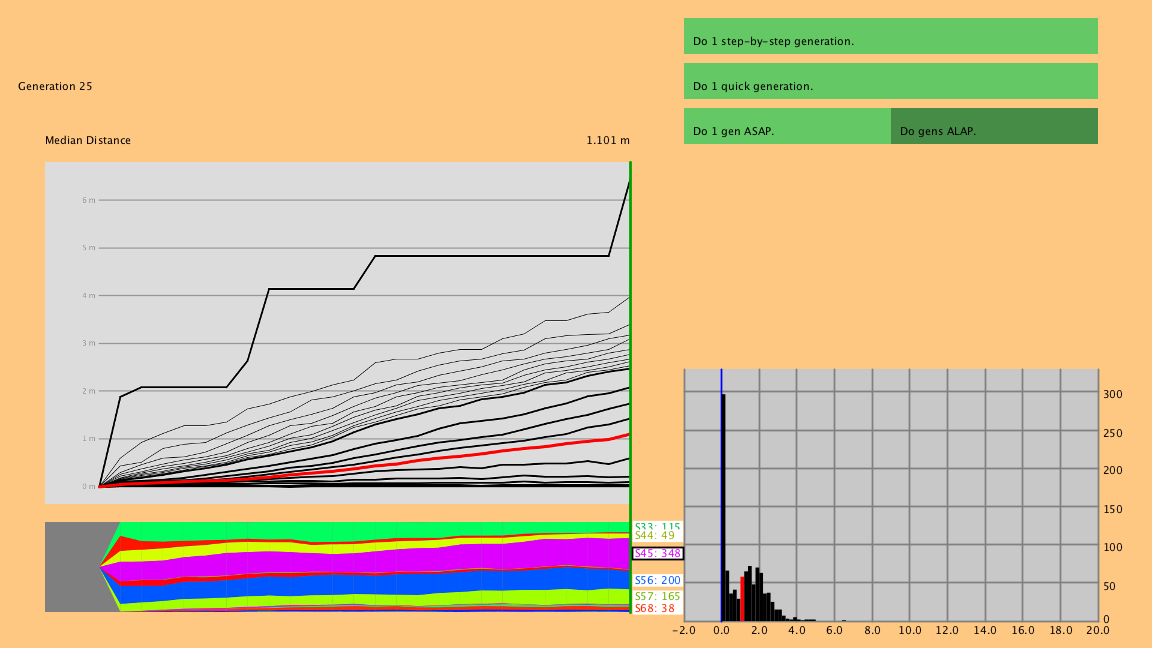 Do 1 step-by-step generation.
Generation 25
Do 1 quick generation.
Do 1 gen ASAP.
Do gens ALAP.
Median Distance
1.101 m
6 m
5 m
4 m
3 m
2 m
1 m
0 m
S33: 115
S44: 49
S45: 348
S56: 200
S57: 165
S68: 38
300
250
200
150
100
50
0
-2.0 0.0 2.0 4.0 6.0 8.0 10.0 12.0 14.0 16.0 18.0 20.0